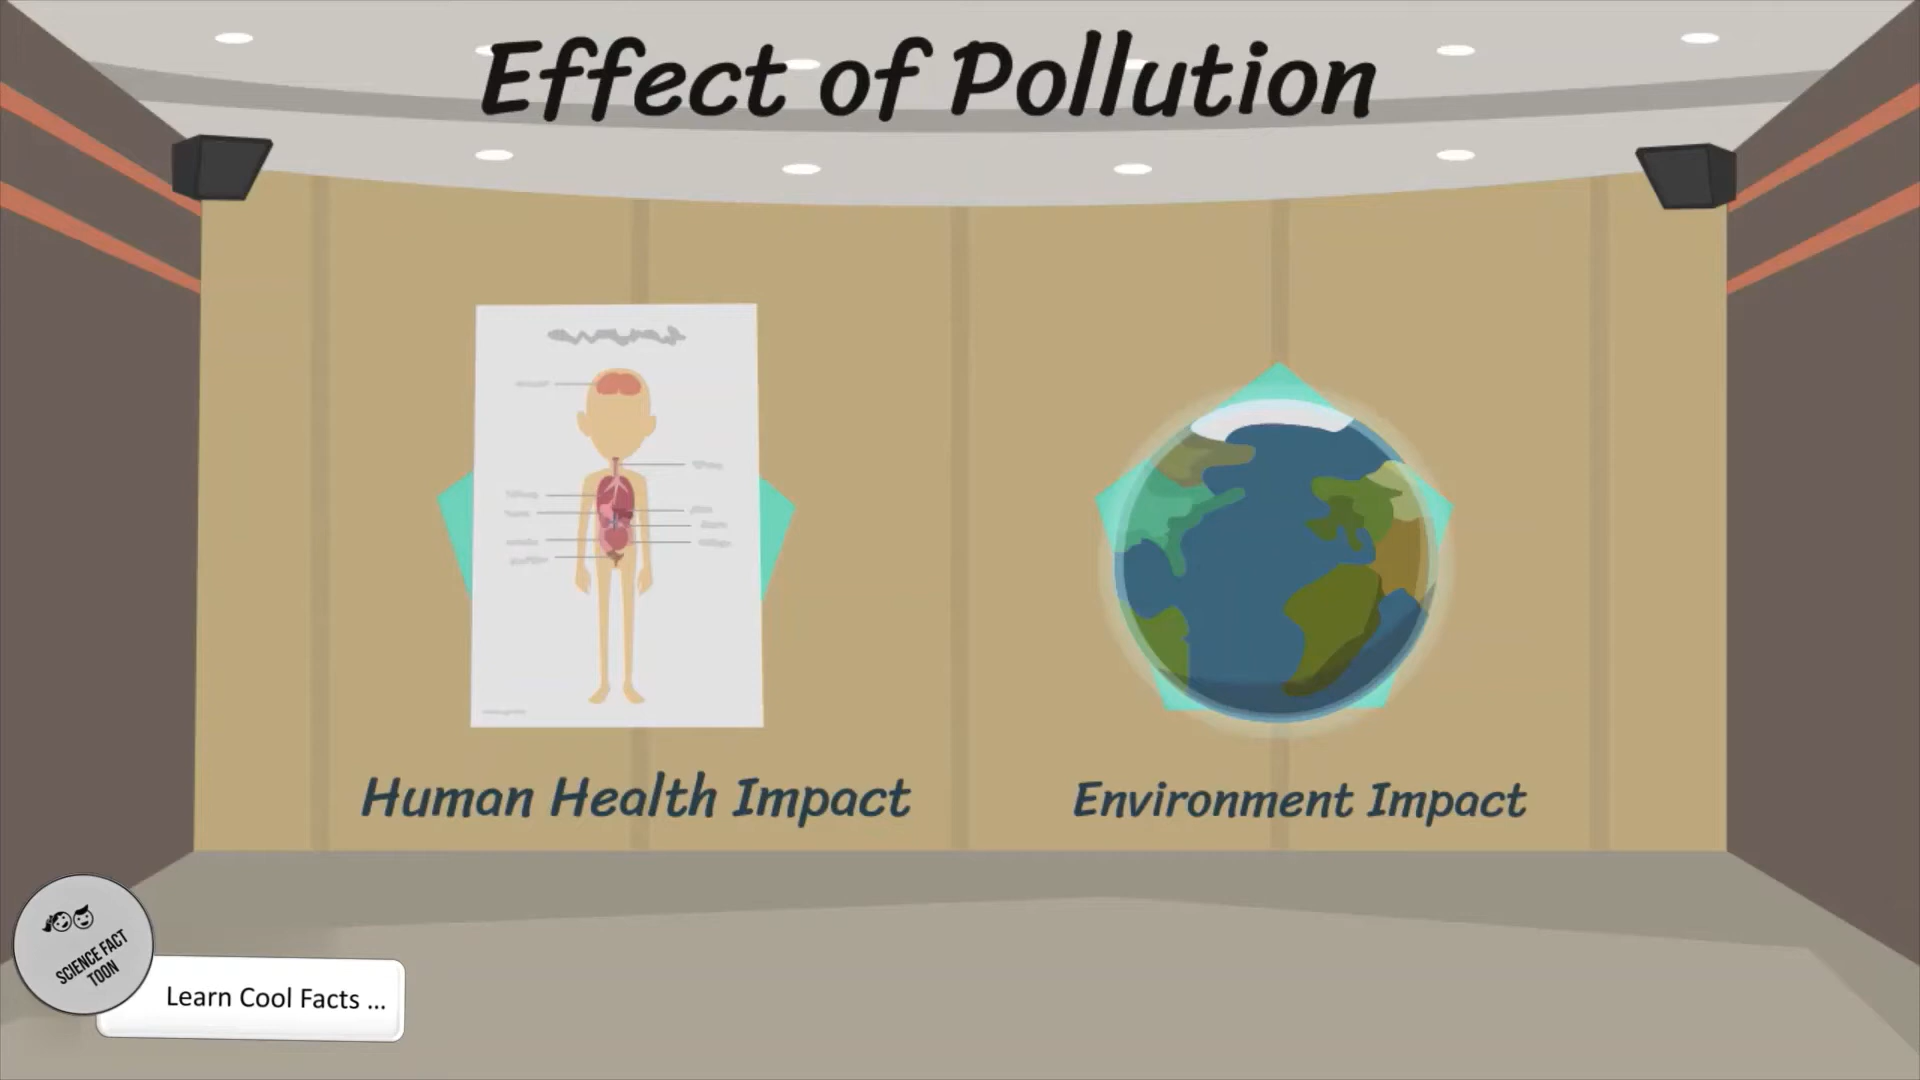 Effect of Pollution
Human Health Impact
Environment Impact
SCIENCE FACT
TOON
Learn Cool Facts ...